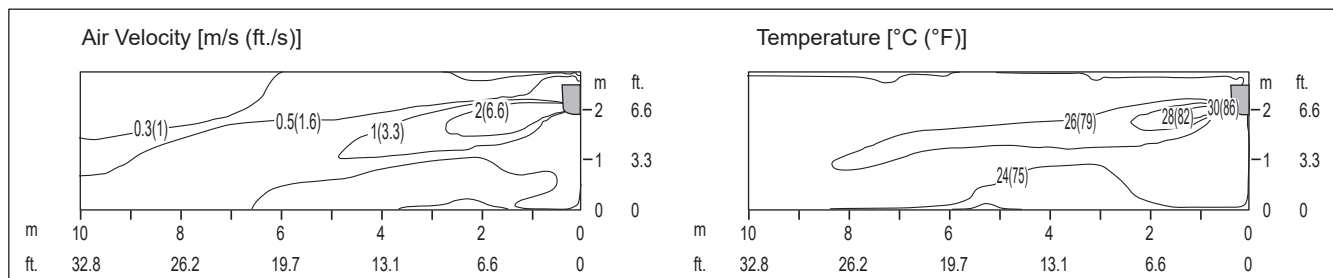 Air Velocity [m/s (ft./s)]
m ft.
2 6.6
1 3.3
0 0
0.3(1)
0.5(1.6)
1(3.3)
2(6.6)
m 10 8 6 4 2 0
ft. 32.8 26.2 19.7 13.1 6.6 0
Temperature [°C (°F)]
m ft.
2 6.6
1 3.3
0 0
26(79)
28(82)
30(86)
24(75)
m 10 8 6 4 2 0
ft. 32.8 26.2 19.7 13.1 6.6 0